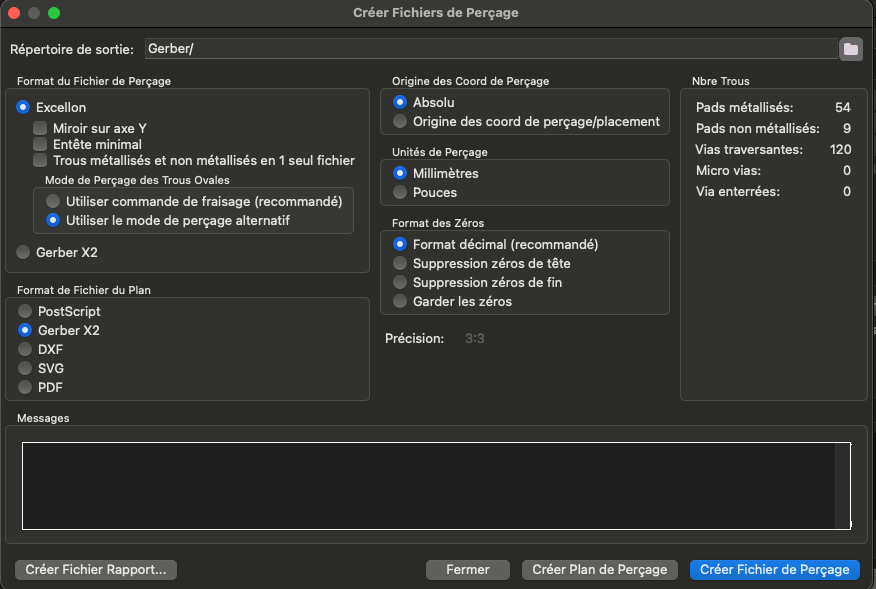 Créer Fichiers de Perçage
Répertoire de sortie: Gerber/
Format du Fichier de Perçage
Excellon
Miroir sur axe Y
Entête minimal
Trous métallisés et non métallisés en 1 seul fichier
Mode de Perçage des Trous Ovales
Utiliser commande de fraisage (recommandé)
Utiliser le mode de perçage alternatif
Gerber X2
Format de Fichier du Plan
PostScript
Gerber X2
DXF
SVG
PDF
Origine des Coord de Perçage
Absolu
Origine des coord de perçage/placement
Unités de Perçage
Millimètres
Pouces
Format des Zéros
Format décimal (recommandé)
Suppression zéros de tête
Suppression zéros de fin
Garder les zéros
Précision: 3:3
Nbre Trous
Pads métallisés: 54
Pads non métallisés: 9
Vias traversantes: 120
Micro vias: 0
Via enterrées: 0
Messages
Créer Fichier Rapport...
Fermer
Créer Plan de Perçage
Créer Fichier de Perçage